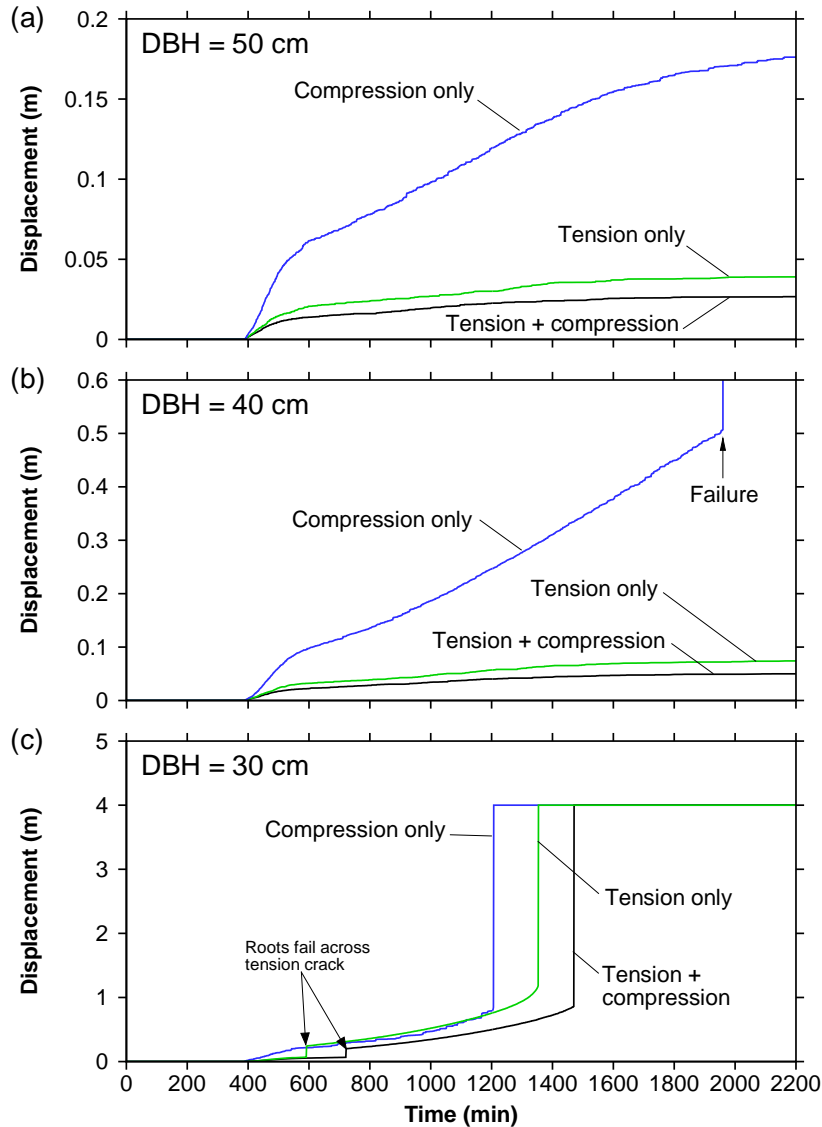 (a)
DBH = 50 cm
0.2
0.15
0.1
0.05
0
Displacement (m)
Compression only
Tension only
Tension + compression
(b)
DBH = 40 cm
0.6
0.5
0.4
0.3
0.2
0.1
0
Displacement (m)
Failure
Compression only
Tension only
Tension + compression
(c)
DBH = 30 cm
5
4
3
2
1
0
Displacement (m)
Compression only
Tension only
Roots fail across
tension crack
Tension +
compression
0 200 400 600 800 1000 1200 1400 1600 1800 2000 2200
Time (min)